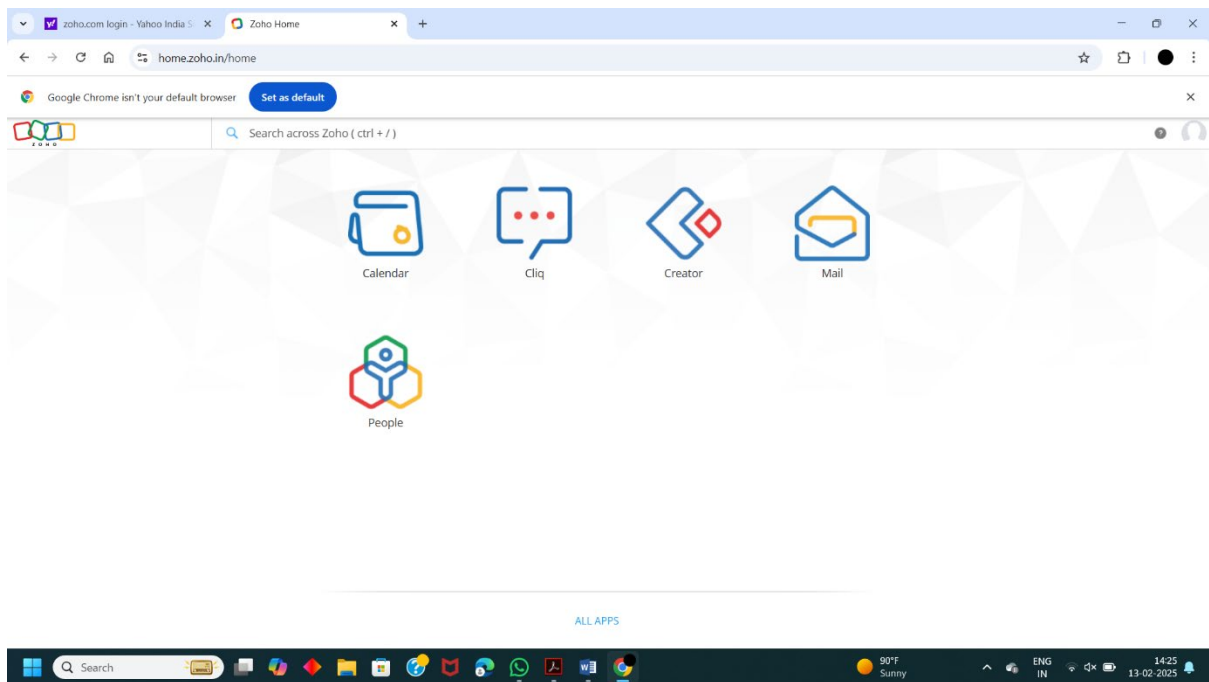 zoho.com login - Yahoo India S
Zoho Home
home.zoho.in/home
Google Chrome isn't your default browser
Set as default
ZOHO
Search across Zoho ( ctrl + / )
Calendar
Cliq
Creator
Mail
People
ALL APPS
Search
90°F
Sunny
ENG
IN
14:25
13-02-2025